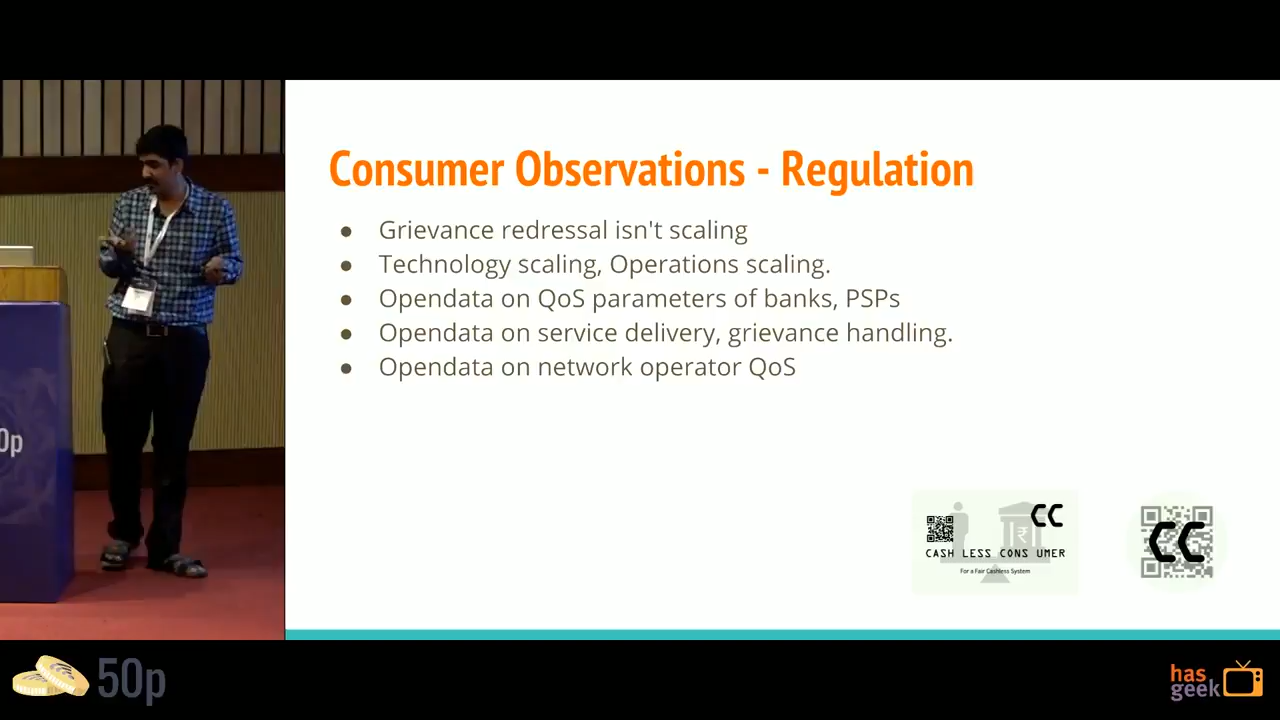 Consumer Observations - Regulation
● Grievance redressal isn't scaling
● Technology scaling, Operations scaling.
● Opendata on QoS parameters of banks, PSPs
● Opendata on service delivery, grievance handling.
● Opendata on network operator QoS
0p
CC
CASH LESS CONS UMER
For a Fair Cashless System
CC
50p
has
geek